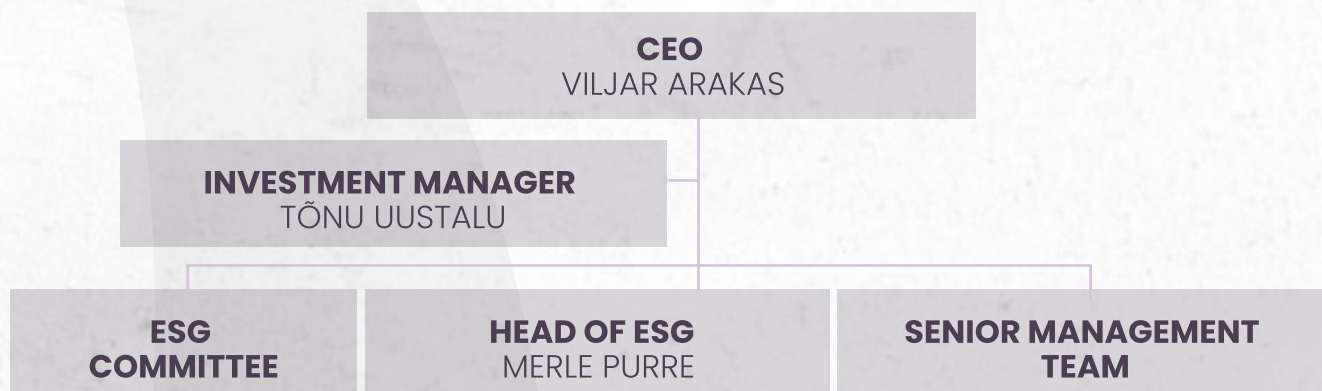 CEO
VILJAR ARAKAS
INVESTMENT MANAGER
TÕNU UUSTALU
ESG
COMMITTEE
HEAD OF ESG
MERLE PURRE
SENIOR MANAGEMENT
TEAM